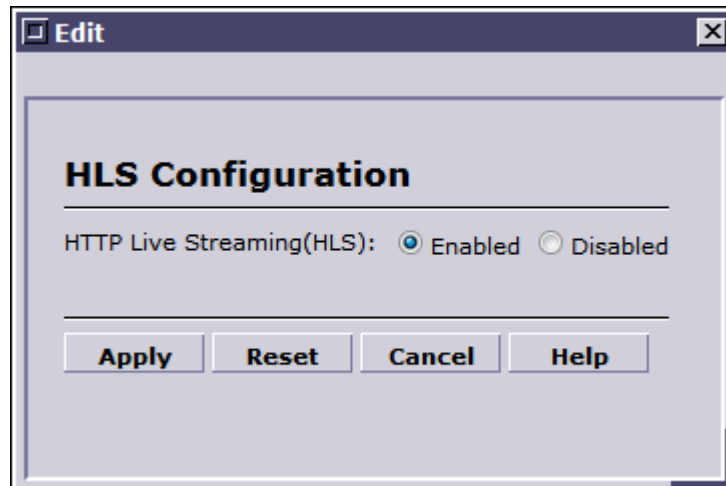 Edit
HLS Configuration
HTTP Live Streaming(HLS): Enabled Disabled
Apply Reset Cancel Help